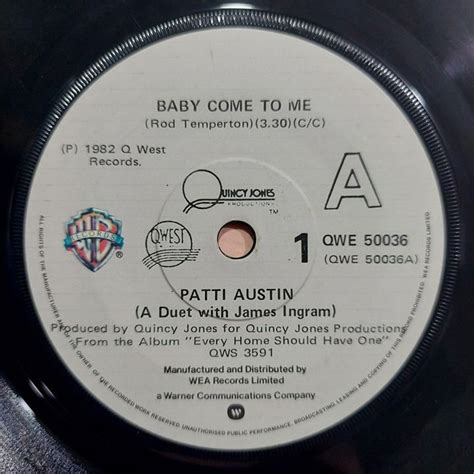 BABY COME TO ME
(Rod Temperton)(3.30)(C/C)
(P) 1982 Q West
Records.
A
QUINCY JONES
PRODUCTIONS
TM
WB
RECORDS
QWEST
1
QWE 50036
(QWE 50036A)
PATTI AUSTIN
(A Duet with James Ingram)
Produced by Quincy Jones for Quincy Jones Productions
From the Album "Every Home Should Have One"
QWS 3591
Manufactured and Distributed by
WEA Records Limited
a Warner Communications Company